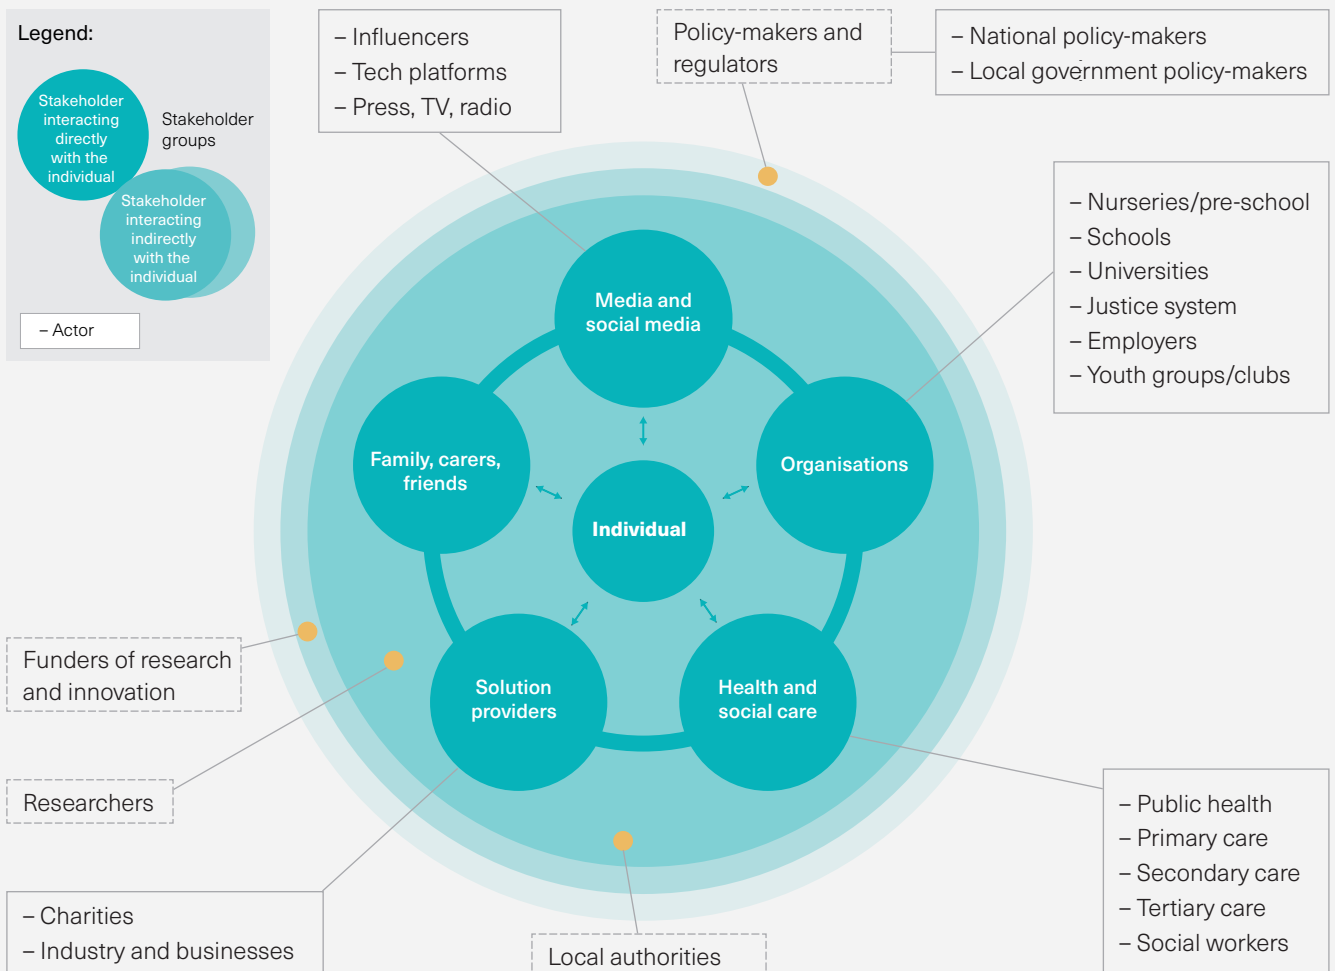 Legend:
Stakeholder
interacting
directly
with the
individual
Stakeholder
groups
Stakeholder
interacting
indirectly
with the
individual
– Actor
– Influencers
– Tech platforms
– Press, TV, radio
Policy-makers and
regulators
– National policy-makers
– Local government policy-makers
– Nurseries/pre-school
– Schools
– Universities
– Justice system
– Employers
– Youth groups/clubs
Media and
social media
Family, carers,
friends
Organisations
Individual
Solution
providers
Health and
social care
Funders of research
and innovation
Researchers
– Charities
– Industry and businesses
Local authorities
– Public health
– Primary care
– Secondary care
– Tertiary care
– Social workers